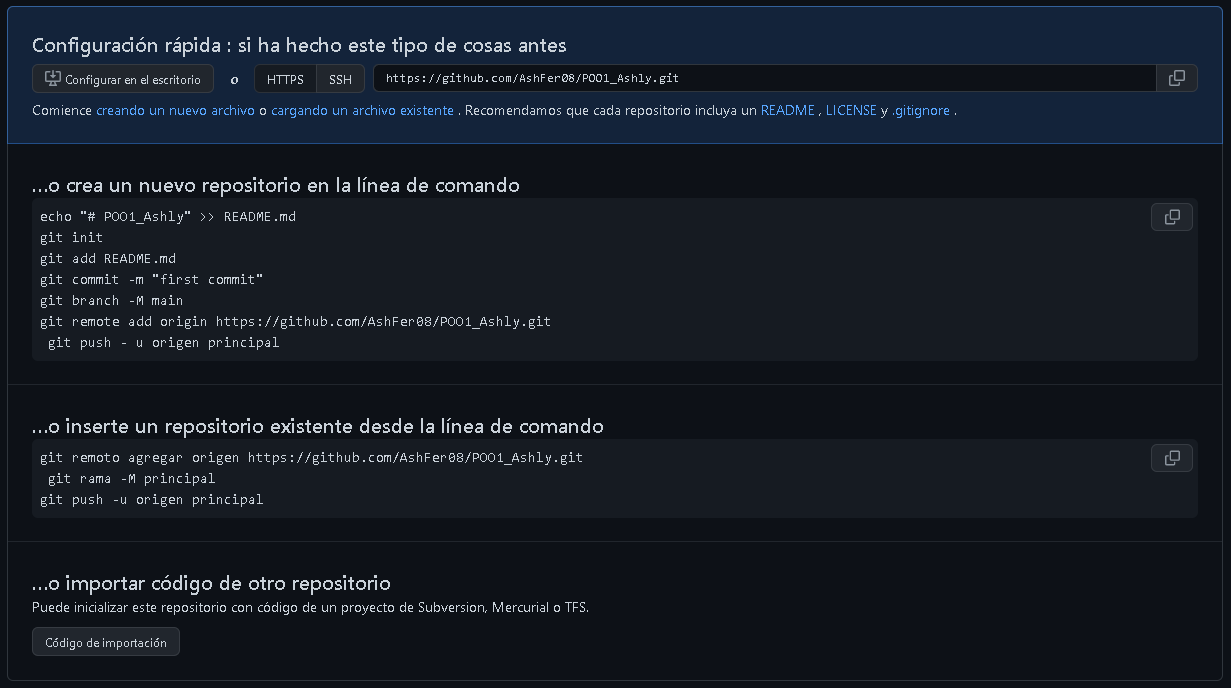 Configuración rápida : si ha hecho este tipo de cosas antes
Configurar en el escritorio o HTTPS SSH https://github.com/AshFer08/POO1_Ashly.git
Comience creando un nuevo archivo o cargando un archivo existente . Recomendamos que cada repositorio incluya un README , LICENSE y .gitignore .
...o crea un nuevo repositorio en la línea de comando
echo "# POO1_Ashly" >> README.md
git init
git add README.md
git commit -m "first commit"
git branch -M main
git remote add origin https://github.com/AshFer08/POO1_Ashly.git
git push - u origen principal
...o inserte un repositorio existente desde la línea de comando
git remoto agregar origen https://github.com/AshFer08/POO1_Ashly.git
git rama -M principal
git push -u origen principal
...o importar código de otro repositorio
Puede inicializar este repositorio con código de un proyecto de Subversion, Mercurial o TFS.
Código de importación